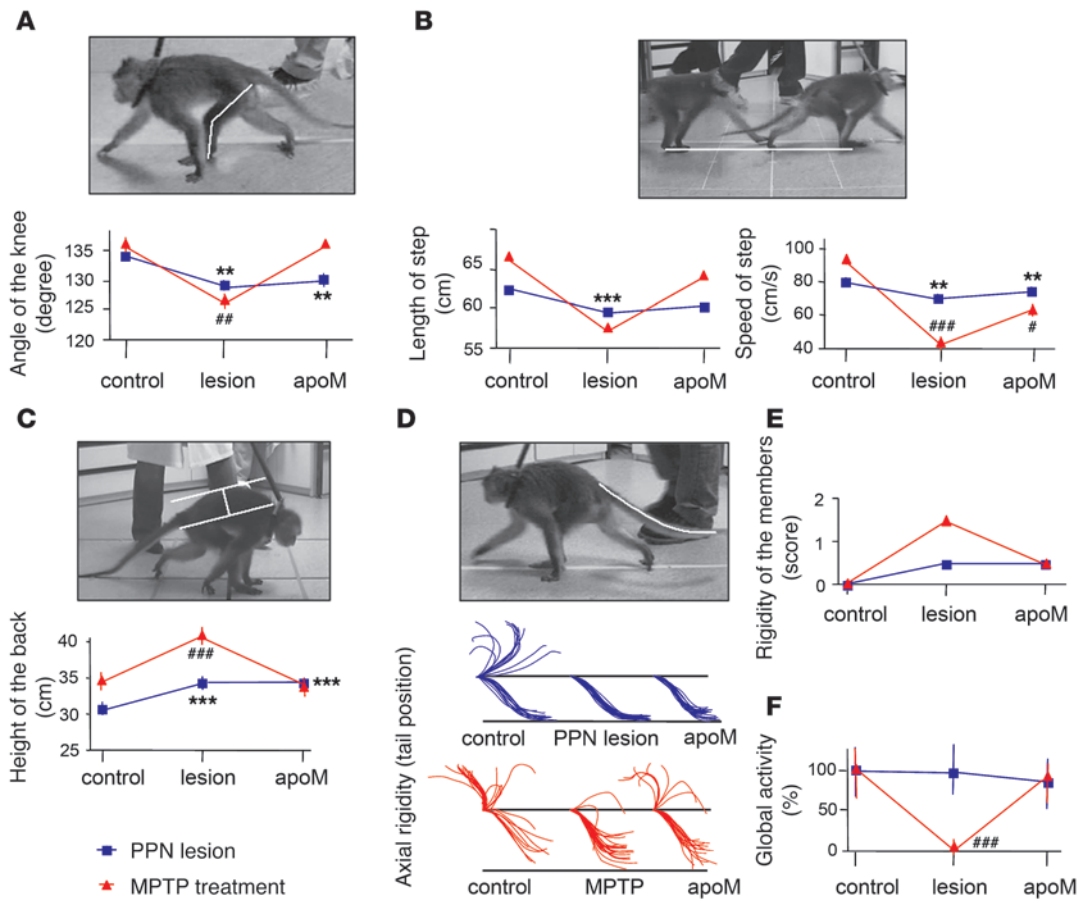 A
Angle of the knee
(degree)
135
130
125
120
**
**
##
control lesion apoM
B
Length of step
(cm)
65
60
55
***
control lesion apoM
Speed of step
(cm/s)
100
80
60
40
**
**
###
#
control lesion apoM
C
Height of the back
(cm)
40
35
30
25
###
***
***
control lesion apoM
PPN lesion
MPTP treatment
D
Axial rigidity (tail position)
control PPN lesion apoM
control MPTP apoM
E
Rigidity of the members
(score)
2
1
0
control lesion apoM
F
Global activity
(%)
100
50
0
###
control lesion apoM